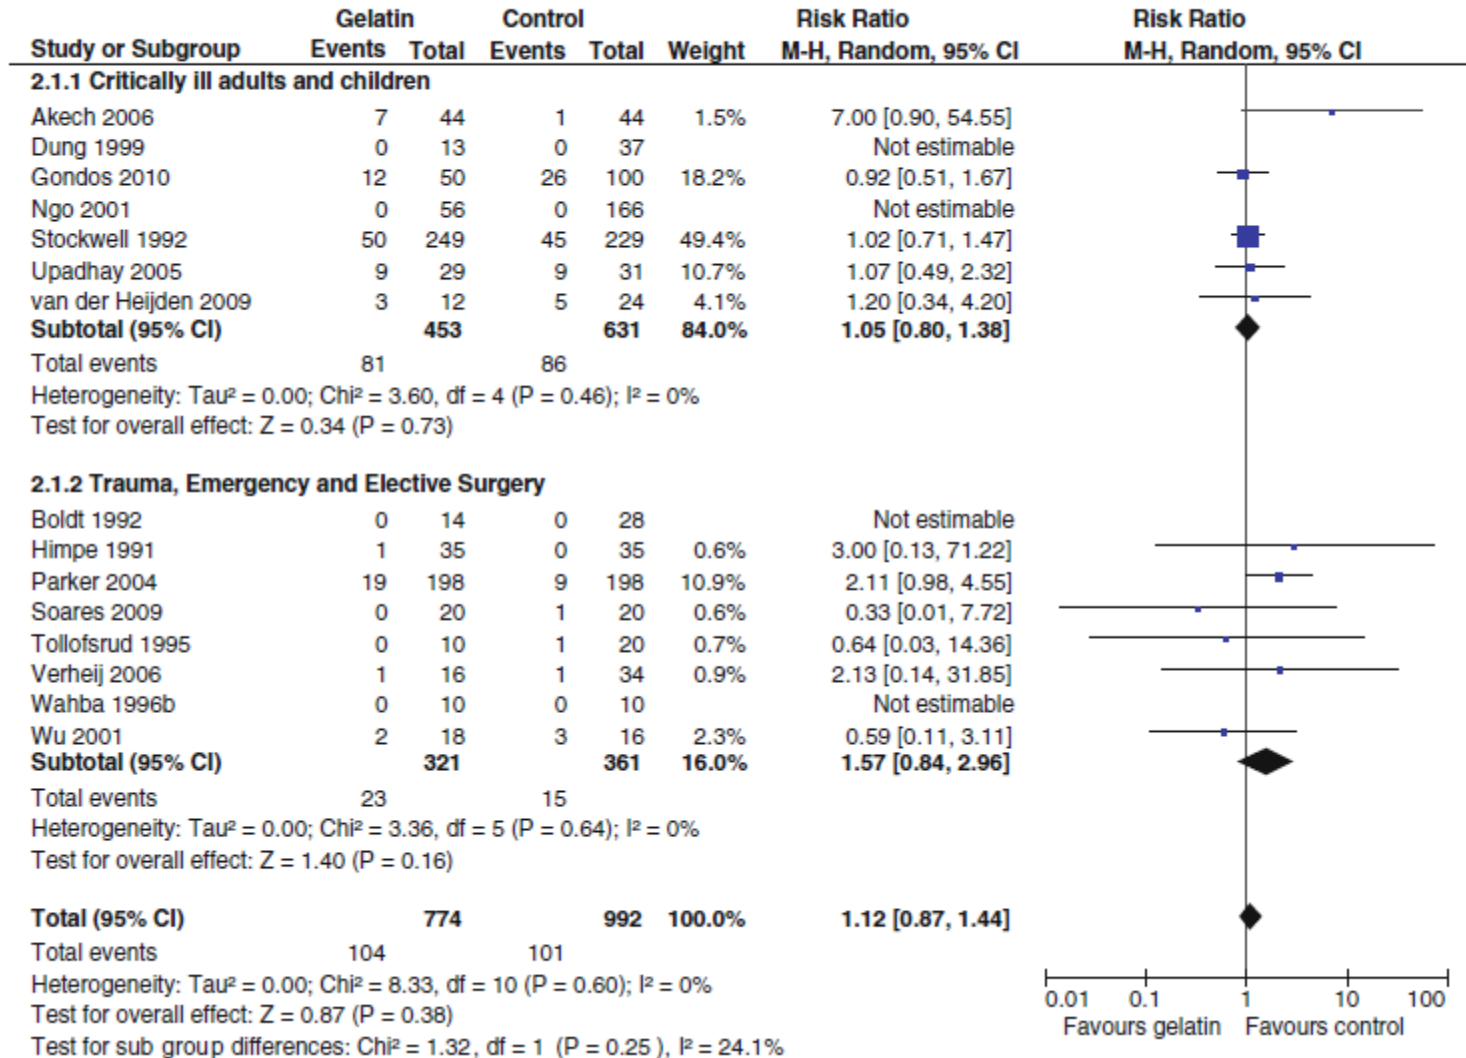 Gelatin Control Risk Ratio Risk Ratio
Study or Subgroup Events Total Events Total Weight M-H, Random, 95% CI M-H, Random, 95% CI
2.1.1 Critically ill adults and children
Akech 2006 7 44 1 44 1.5% 7.00 [0.90, 54.55]
Dung 1999 0 13 0 37 Not estimable
Gondos 2010 12 50 26 100 18.2% 0.92 [0.51, 1.67]
Ngo 2001 0 56 0 166 Not estimable
Stockwell 1992 50 249 45 229 49.4% 1.02 [0.71, 1.47]
Upadhay 2005 9 29 9 31 10.7% 1.07 [0.49, 2.32]
van der Heijden 2009 3 12 5 24 4.1% 1.20 [0.34, 4.20]
Subtotal (95% CI) 453 631 84.0% 1.05 [0.80, 1.38]
Total events 81 86
Heterogeneity: Tau² = 0.00; Chi² = 3.60, df = 4 (P = 0.46); I² = 0%
Test for overall effect: Z = 0.34 (P = 0.73)
2.1.2 Trauma, Emergency and Elective Surgery
Boldt 1992 0 14 0 28 Not estimable
Himpe 1991 1 35 0 35 0.6% 3.00 [0.13, 71.22]
Parker 2004 19 198 9 198 10.9% 2.11 [0.98, 4.55]
Soares 2009 0 20 1 20 0.6% 0.33 [0.01, 7.72]
Tollofsrud 1995 0 10 1 20 0.7% 0.64 [0.03, 14.36]
Verheij 2006 1 16 1 34 0.9% 2.13 [0.14, 31.85]
Wahba 1996b 0 10 0 10 Not estimable
Wu 2001 2 18 3 16 2.3% 0.59 [0.11, 3.11]
Subtotal (95% CI) 321 361 16.0% 1.57 [0.84, 2.96]
Total events 23 15
Heterogeneity: Tau² = 0.00; Chi² = 3.36, df = 5 (P = 0.64); I² = 0%
Test for overall effect: Z = 1.40 (P = 0.16)
Total (95% CI) 774 992 100.0% 1.12 [0.87, 1.44]
Total events 104 101
Heterogeneity: Tau² = 0.00; Chi² = 8.33, df = 10 (P = 0.60); I² = 0%
Test for overall effect: Z = 0.87 (P = 0.38)
Test for sub group differences: Chi² = 1.32, df = 1 (P = 0.25 ), I² = 24.1%
0.01 0.1 1 10 100
Favours gelatin Favours control